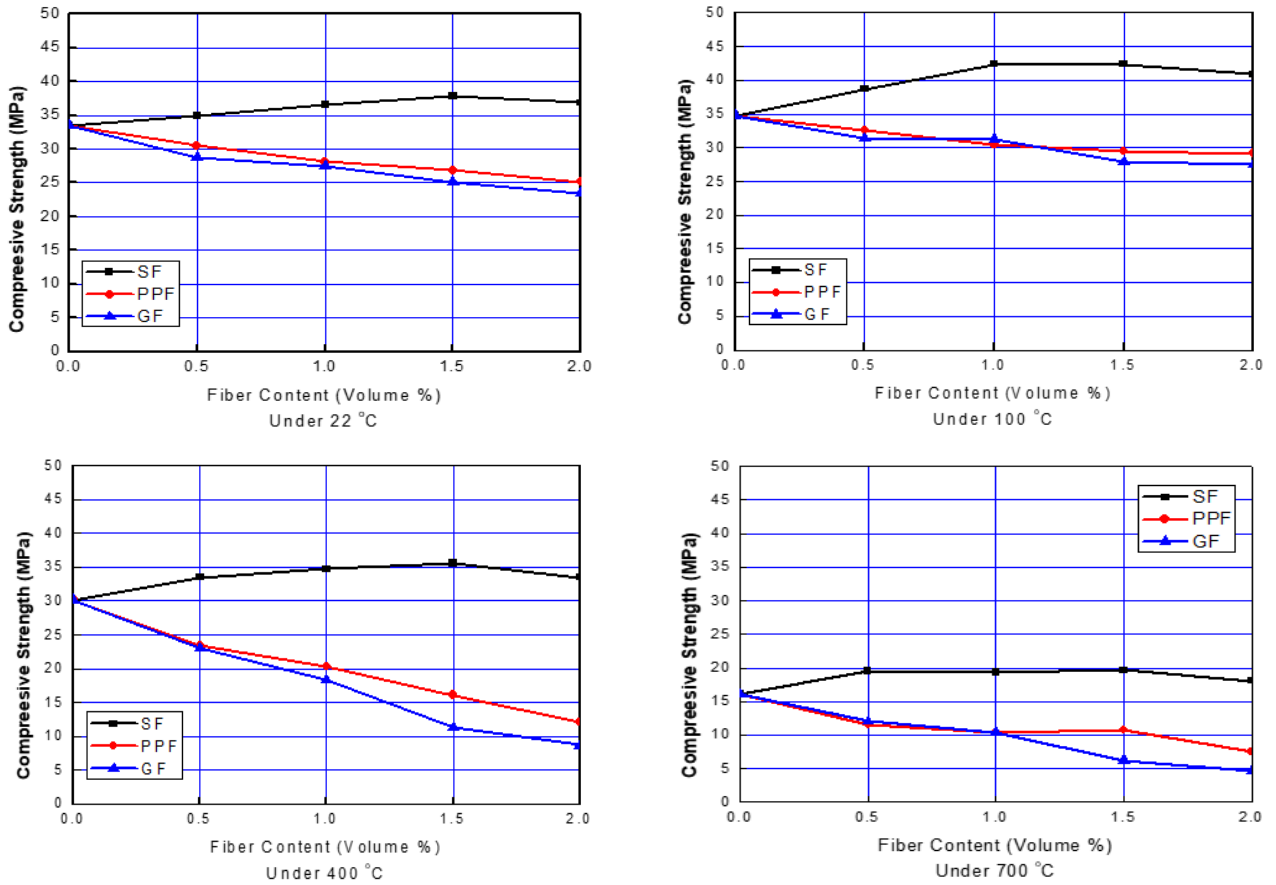 Compreesive Strength (MPa)
50
45
40
35
30
25
20
15
10
5
0
SF
PPF
GF
0.0 0.5 1.0 1.5 2.0
Fiber Content (Volume %)
Under 22 °C
Compreesive Strength (MPa)
50
45
40
35
30
25
20
15
10
5
0
SF
PPF
GF
0.0 0.5 1.0 1.5 2.0
Fiber Content (Volume %)
Under 100 °C
Compreesive Strength (MPa)
50
45
40
35
30
25
20
15
10
5
0
SF
PPF
GF
0.0 0.5 1.0 1.5 2.0
Fiber Content (Volume %)
Under 400 °C
Compreesive Strength (MPa)
50
45
40
35
30
25
20
15
10
5
0
SF
PPF
GF
0.0 0.5 1.0 1.5 2.0
Fiber Content (Volume %)
Under 700 °C